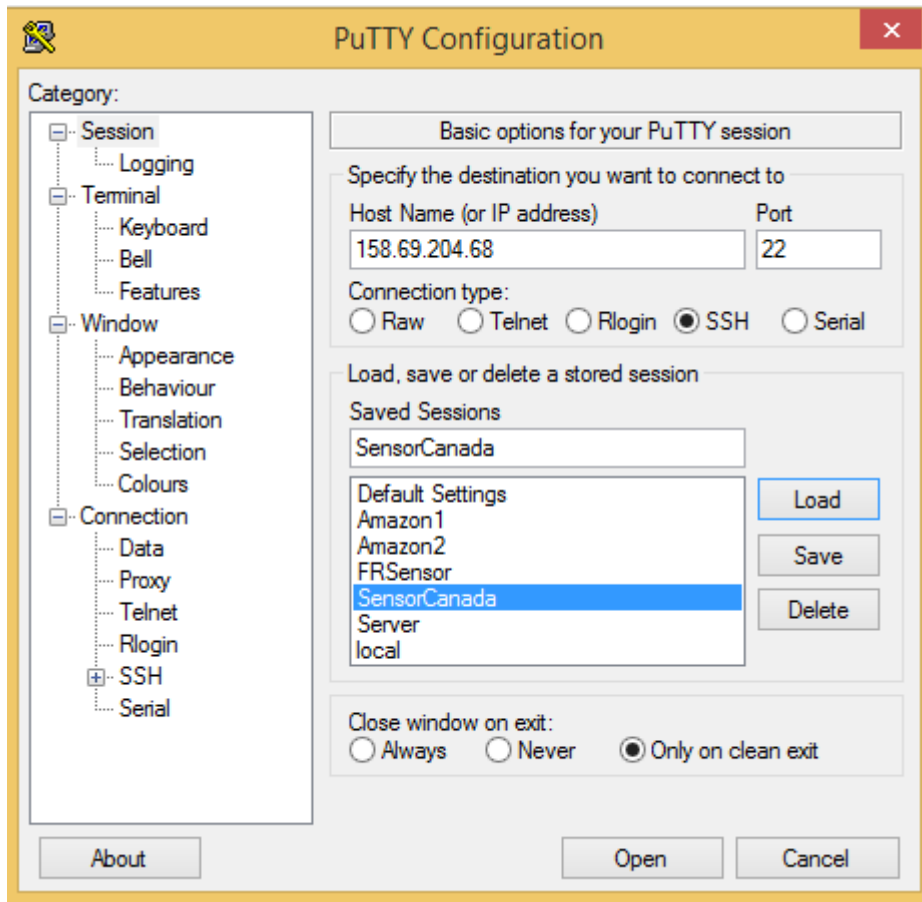 PuTTY Configuration
Category:
Session
Logging
Terminal
Keyboard
Bell
Features
Window
Appearance
Behaviour
Translation
Selection
Colours
Connection
Data
Proxy
Telnet
Rlogin
SSH
Serial
Basic options for your PuTTY session
Specify the destination you want to connect to
Host Name (or IP address) Port
158.69.204.68 22
Connection type:
Raw Telnet Rlogin SSH Serial
Load, save or delete a stored session
Saved Sessions
SensorCanada
Default Settings
Amazon1
Amazon2
FRSensor
SensorCanada
Server
local
Load
Save
Delete
Close window on exit:
Always Never Only on clean exit
About Open Cancel